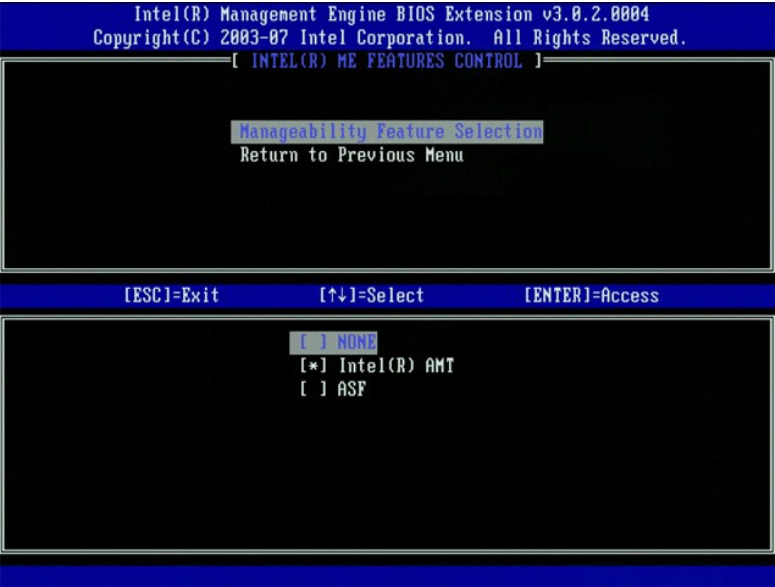 Intel(R) Management Engine BIOS Extension v3.0.2.0004
Copyright(C) 2003-07 Intel Corporation.  All Rights Reserved.
[ INTEL(R) ME FEATURES CONTROL ]
Manageability Feature Selection
Return to Previous Menu
[ESC]=Exit [↑↓]=Select [ENTER]=Access
[ ] NONE
[*] Intel(R) AMT
[ ] ASF